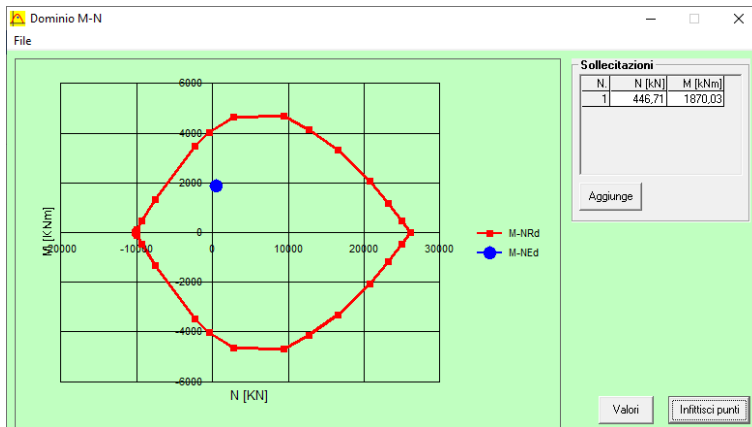 Dominio M-N
File
6000
4000
2000
0
-2000
-4000
-6000
-20000
-10000
0
10000
20000
30000
M [KNm]
N [KN]
M-NRd
M-NEd
Sollecitazioni
N. N [kN] M [kNm]
1 446,71 1870,03
Aggiunge
Valori
Infittisci punti